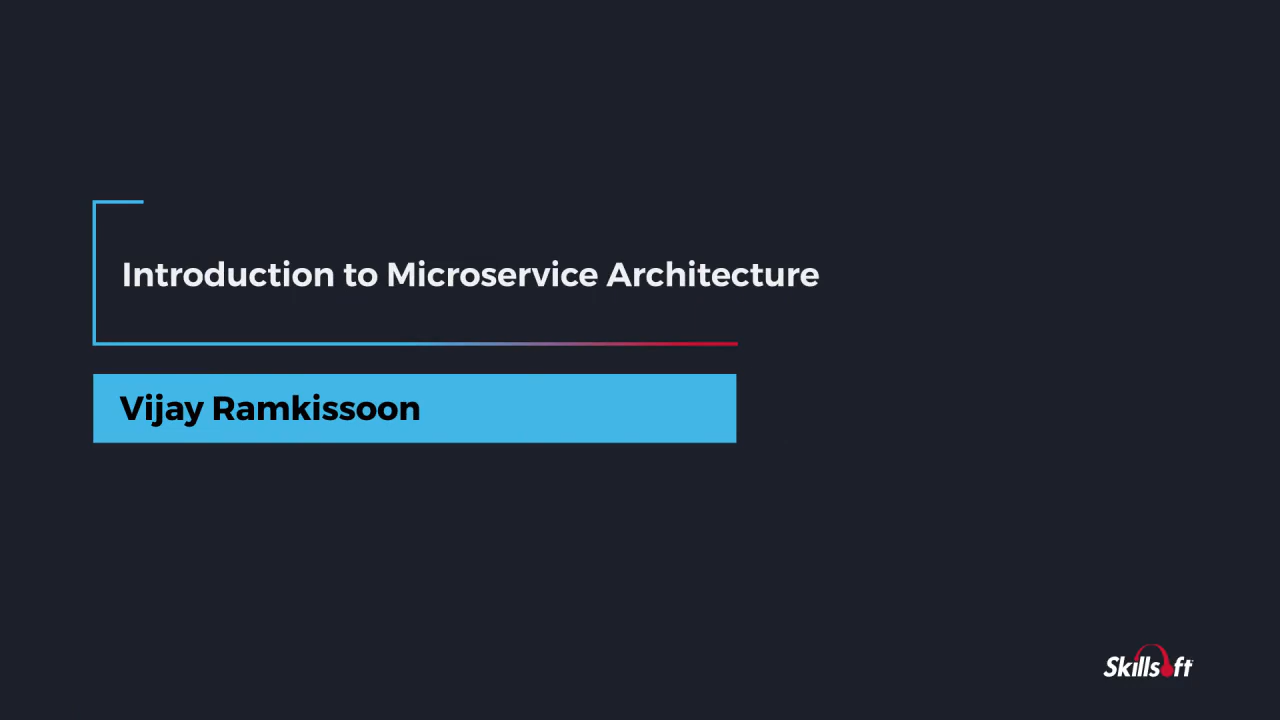 Introduction to Microservice Architecture
Vijay Ramkissoon
Skillsoft